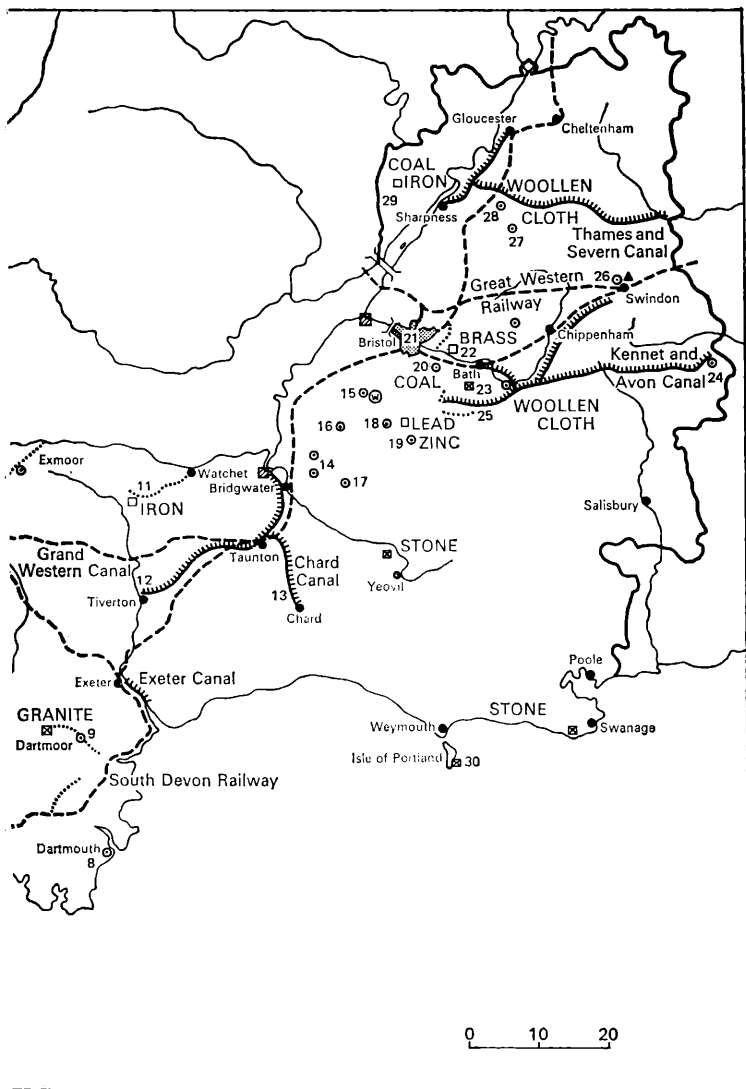 Gloucester
Cheltenham
COAL
IRON
29
Sharpness
WOOLLEN
CLOTH
28
27
Thames and
Severn Canal
Great Western
Railway
26
Swindon
Bristol
21
BRASS
22
Chippenham
20
COAL
Bath
23
Kennet and
Avon Canal
24
15
W
25
WOOLLEN
CLOTH
16
18
LEAD
19
ZINC
Exmoor
11
Watchet
IRON
Bridgwater
14
17
Salisbury
Grand
Western Canal
Taunton
Chard
Canal
STONE
12
Tiverton
13
Yeovil
Chard
Exeter
Exeter Canal
Poole
GRANITE
9
Dartmoor
Weymouth
STONE
Swanage
Isle of Portland
30
South Devon Railway
Dartmouth
8
0 10 20